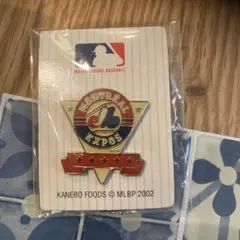 MAJOR LEAGUE BASEBALL
MONTREAL
EXPOS
KANEBO FOODS © MLBP 2002